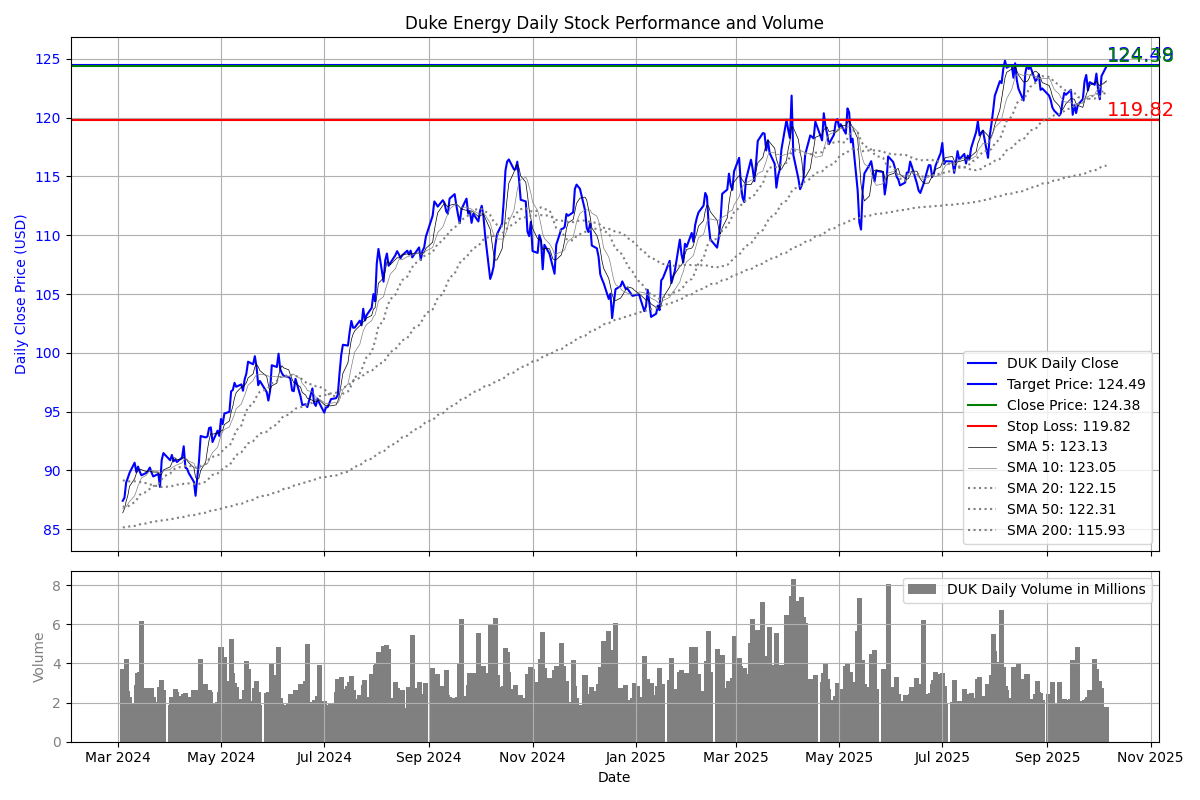 Duke Energy Daily Stock Performance and Volume
124.49
124.38
119.82
Daily Close Price (USD)
125
120
115
110
105
100
95
90
85
DUK Daily Close
Target Price: 124.49
Close Price: 124.38
Stop Loss: 119.82
SMA 5: 123.13
SMA 10: 123.05
SMA 20: 122.15
SMA 50: 122.31
SMA 200: 115.93
Volume
8
6
4
2
0
DUK Daily Volume in Millions
Mar 2024 May 2024 Jul 2024 Sep 2024 Nov 2024 Jan 2025 Mar 2025 May 2025 Jul 2025 Sep 2025 Nov 2025
Date